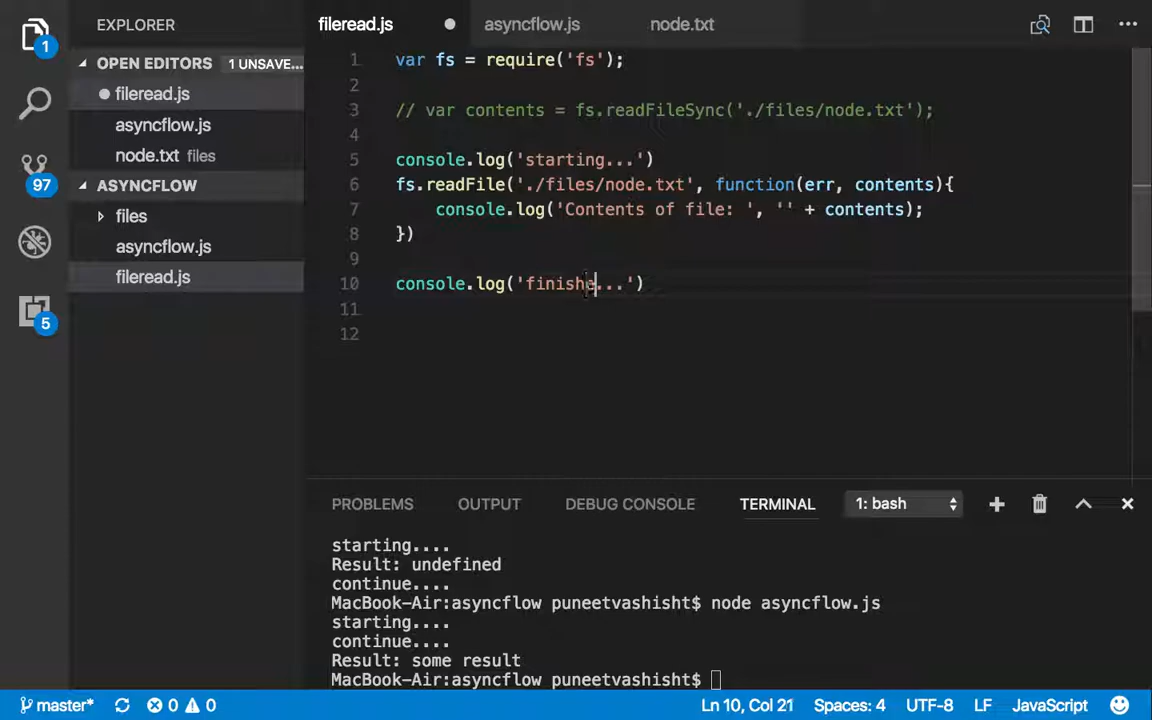 EXPLORER
OPEN EDITORS 1 UNSAVE...
fileread.js
asyncflow.js
node.txt files
ASYNCFLOW
files
asyncflow.js
fileread.js
1
97
5
fileread.js asyncflow.js node.txt
1 var fs = require('fs');
2
3 // var contents = fs.readFileSync('./files/node.txt');
4
5 console.log('starting...')
6 fs.readFile('./files/node.txt', function(err, contents){
7 console.log('Contents of file: ', '' + contents);
8 })
9
10 console.log('finishe...')
11
12
PROBLEMS OUTPUT DEBUG CONSOLE TERMINAL 1: bash
starting....
Result: undefined
continue....
MacBook-Air:asyncflow puneetvashisht$ node asyncflow.js
starting....
continue....
Result: some result
MacBook-Air:asyncflow puneetvashisht$
master* 0 0 Ln 10, Col 21 Spaces: 4 UTF-8 LF JavaScript